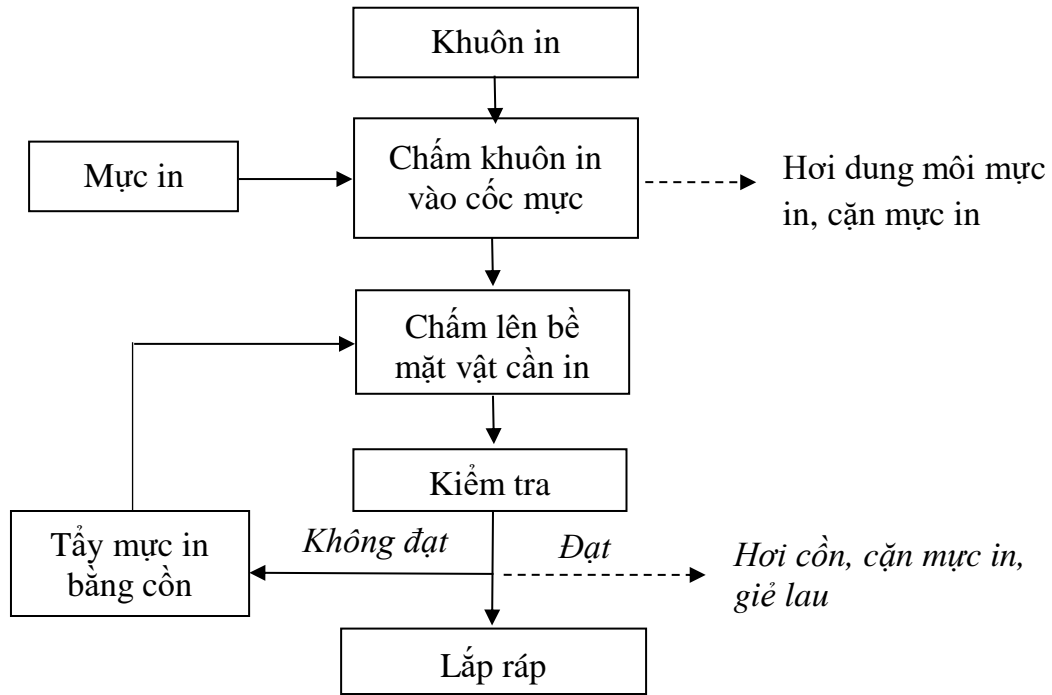 Khuôn in
Mực in
Chấm khuôn in
vào cốc mực
Hơi dung môi mực
in, cặn mực in
Chấm lên bề
mặt vật cần in
Kiểm tra
Tẩy mực in
bằng cồn
Không đạt
Đạt
Hơi cồn, cặn mực in,
giẻ lau
Lắp ráp